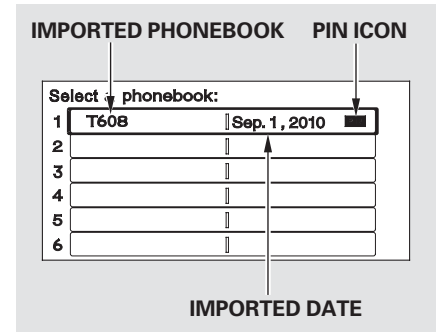 IMPORTED PHONEBOOK PIN ICON
Select a phonebook:
1 T608 Sep. 1, 2010
2
3
4
5
6
IMPORTED DATE